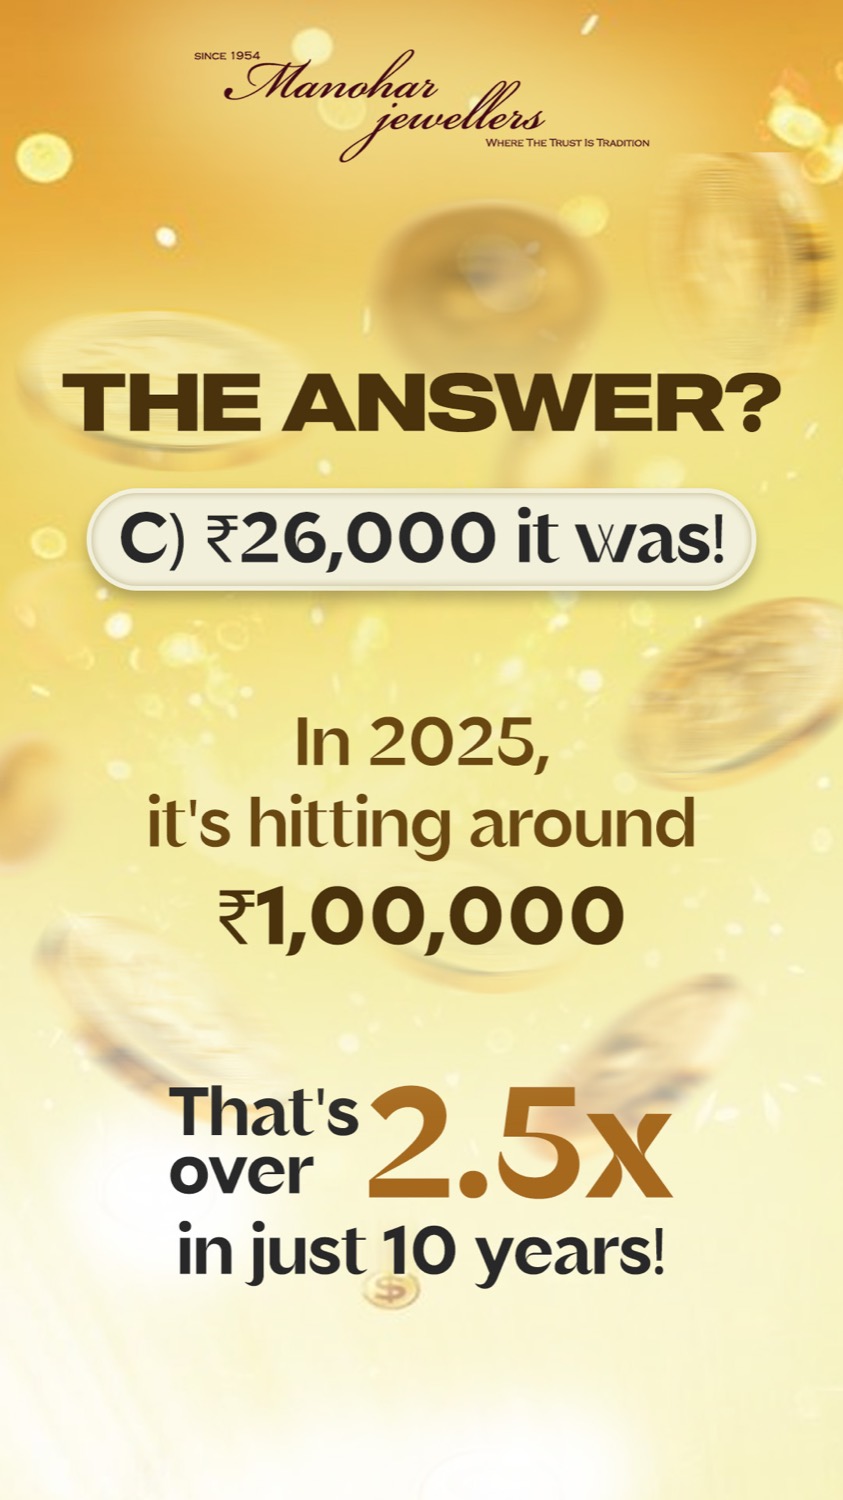 SINCE 1954
Manohar
jewellers
WHERE THE TRUST IS TRADITION
THE ANSWER?
C) ₹26,000 it was!
In 2025,
it's hitting around
₹1,00,000
That's
over 2.5x
in just 10 years!
$